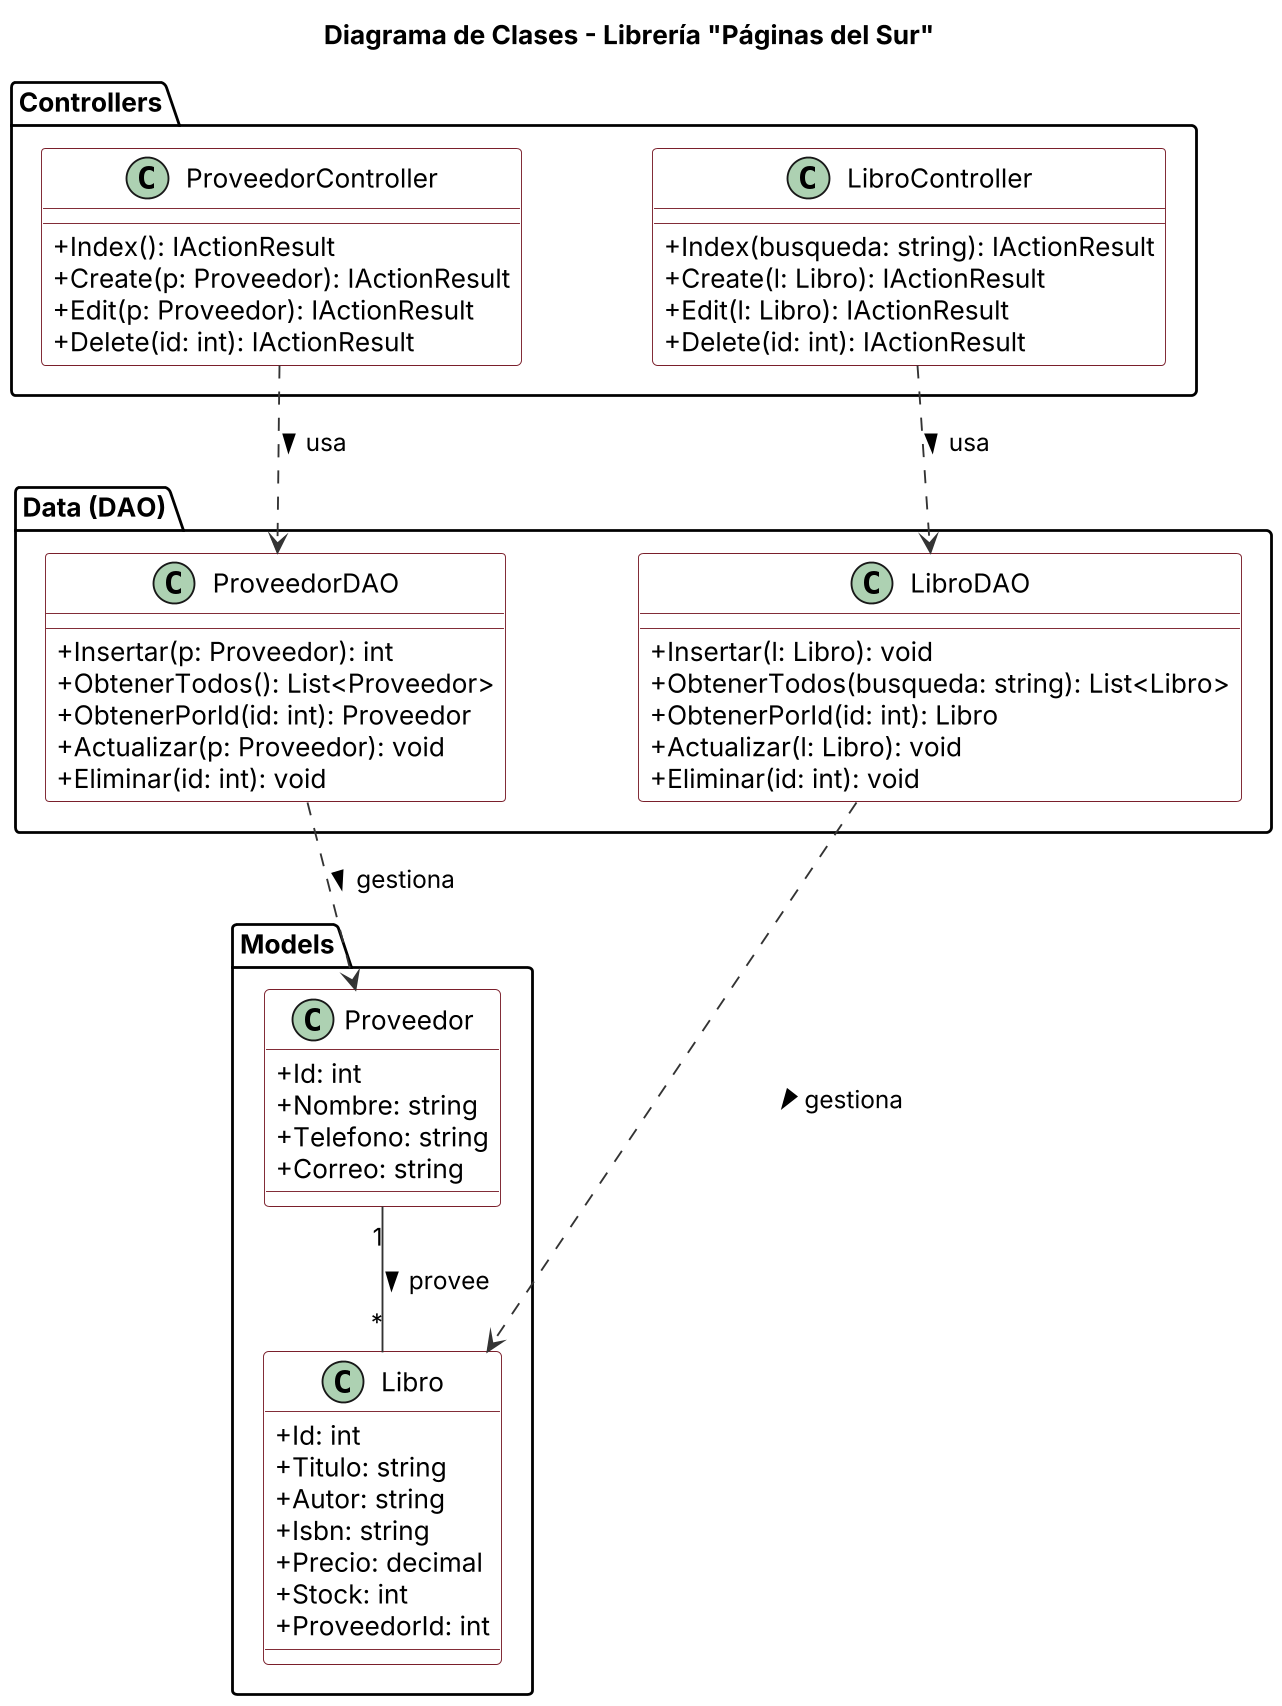 Diagrama de Clases - Librería "Páginas del Sur"
Controllers
C ProveedorController
+Index(): IActionResult
+Create(p: Proveedor): IActionResult
+Edit(p: Proveedor): IActionResult
+Delete(id: int): IActionResult
C LibroController
+Index(busqueda: string): IActionResult
+Create(l: Libro): IActionResult
+Edit(l: Libro): IActionResult
+Delete(id: int): IActionResult
usa
usa
Data (DAO)
C ProveedorDAO
+Insertar(p: Proveedor): int
+ObtenerTodos(): List<Proveedor>
+ObtenerPorId(id: int): Proveedor
+Actualizar(p: Proveedor): void
+Eliminar(id: int): void
C LibroDAO
+Insertar(l: Libro): void
+ObtenerTodos(busqueda: string): List<Libro>
+ObtenerPorId(id: int): Libro
+Actualizar(l: Libro): void
+Eliminar(id: int): void
gestiona
Models
C Proveedor
+Id: int
+Nombre: string
+Telefono: string
+Correo: string
gestiona
1
provee
*
C Libro
+Id: int
+Titulo: string
+Autor: string
+Isbn: string
+Precio: decimal
+Stock: int
+ProveedorId: int